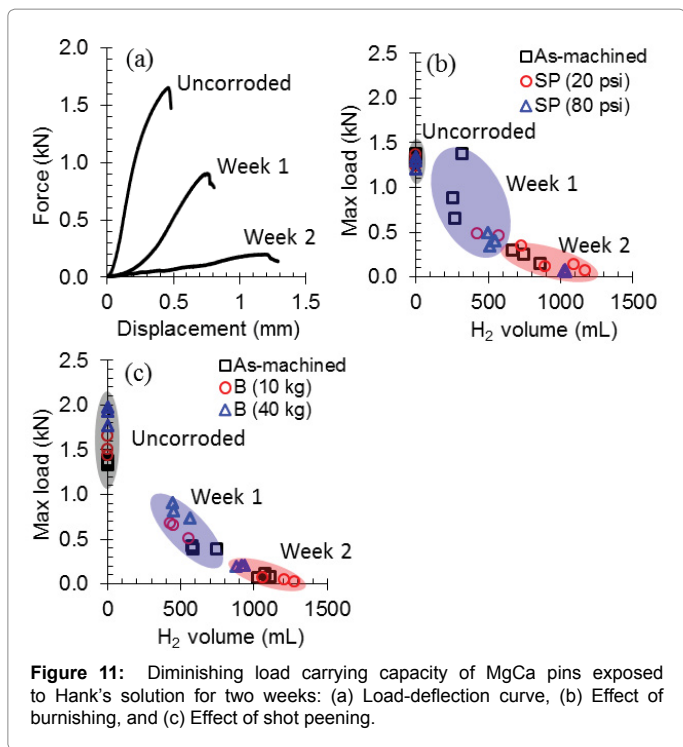 (a)
2.0
1.5
1.0
0.5
0.0
Force (kN)
Uncorroded
Week 1
Week 2
0 0.5 1 1.5
Displacement (mm)
(b)
2.5
2.0
1.5
1.0
0.5
0.0
Max load (kN)
As-machined
SP (20 psi)
SP (80 psi)
Uncorroded
Week 1
Week 2
0 500 1000 1500
H₂ volume (mL)
(c)
2.5
2.0
1.5
1.0
0.5
0.0
Max load (kN)
As-machined
B (10 kg)
B (40 kg)
Uncorroded
Week 1
Week 2
0 500 1000 1500
H₂ volume (mL)
Figure 11: Diminishing load carrying capacity of MgCa pins exposed
to Hank's solution for two weeks: (a) Load-deflection curve, (b) Effect of
burnishing, and (c) Effect of shot peening.